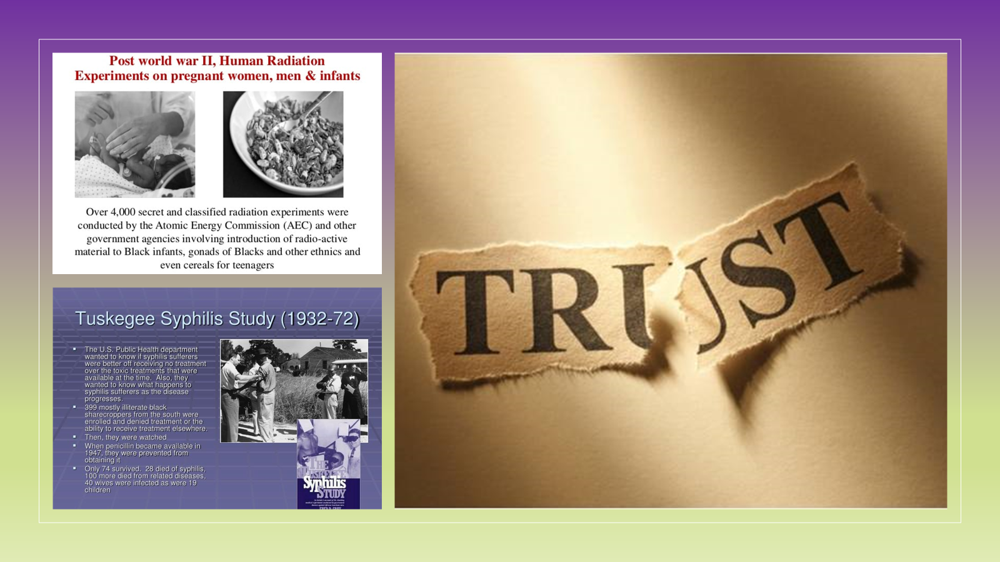 Post world war II, Human Radiation
Experiments on pregnant women, men & infants
Over 4,000 secret and classified radiation experiments were
conducted by the Atomic Energy Commission (AEC) and other
government agencies involving introduction of radio-active
material to Black infants, gonads of Blacks and other ethnics and
even cereals for teenagers
Tuskegee Syphilis Study (1932-72)
The U.S. Public Health department
wanted to know if syphilis sufferers
were better off receiving no treatment
over the toxic treatments that were
available at the time. Also, they
wanted to know what happens to
syphilis sufferers as the disease
progresses.
399 mostly illiterate black
sharecroppers from the south were
enrolled and denied treatment or the
ability to receive treatment elsewhere.
Then, they were watched
When penicillin became available in
1947, they were prevented from
obtaining it
Only 74 survived. 28 died of syphilis,
100 more died from related diseases,
40 wives were infected as were 19
children
THE
Syphilis
STUDY
TRUST